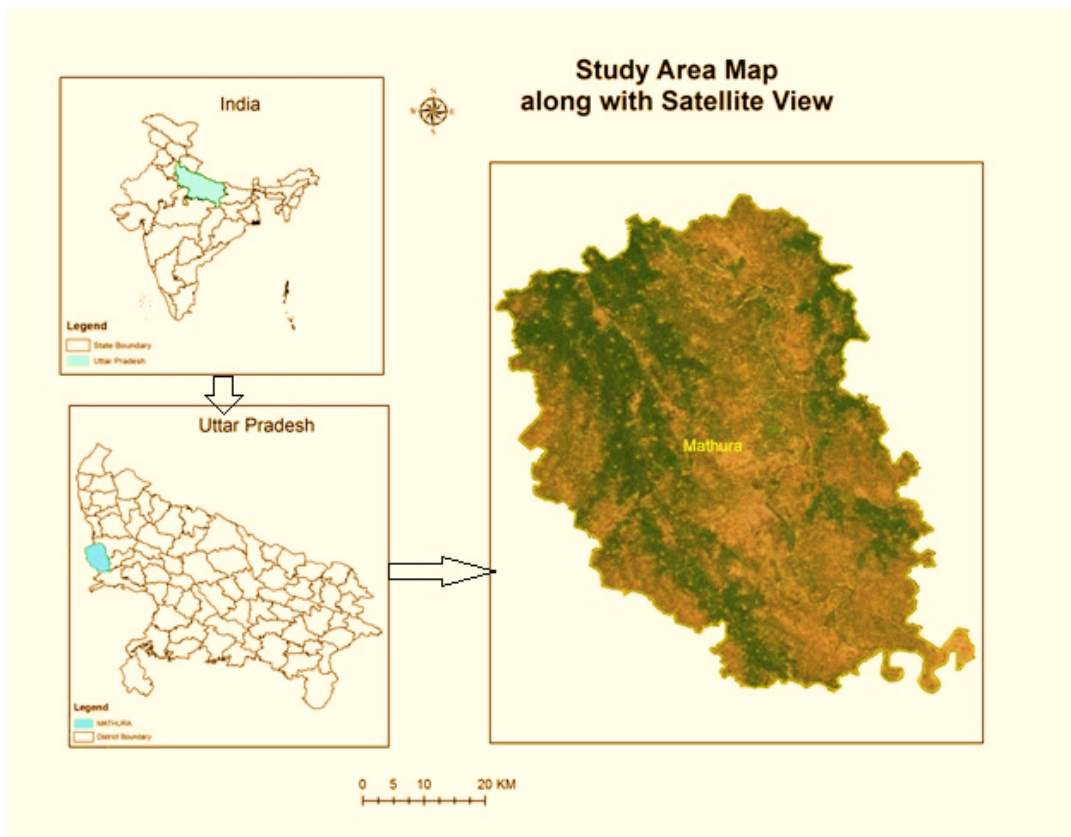 Study Area Map
along with Satellite View
India
N
W E
S
Legend
State Boundary
Uttar Pradesh
Uttar Pradesh
Legend
MATHURA
District Boundary
Mathura
0 5 10 20 KM